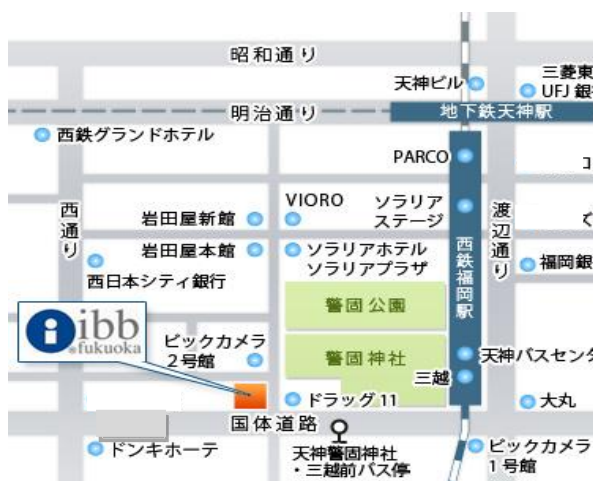 昭和通り
天神ビル
三菱東
UFJ 銀
明治通り
地下鉄天神駅
西鉄グランドホテル
PARCO
西通り
VIORO
ソラリア
ステージ
渡辺通り
岩田屋新館
岩田屋本館
ソラリアホテル
ソラリアプラザ
西鉄福岡駅
福岡銀
西日本シティ銀行
警固公園
ibb
fukuoka
ビックカメラ
2号館
警固神社
天神バスセンタ
三越
ドラッグ11
大丸
国体道路
ドンキホーテ
天神警固神社
・三越前バス停
ビックカメラ
1号館